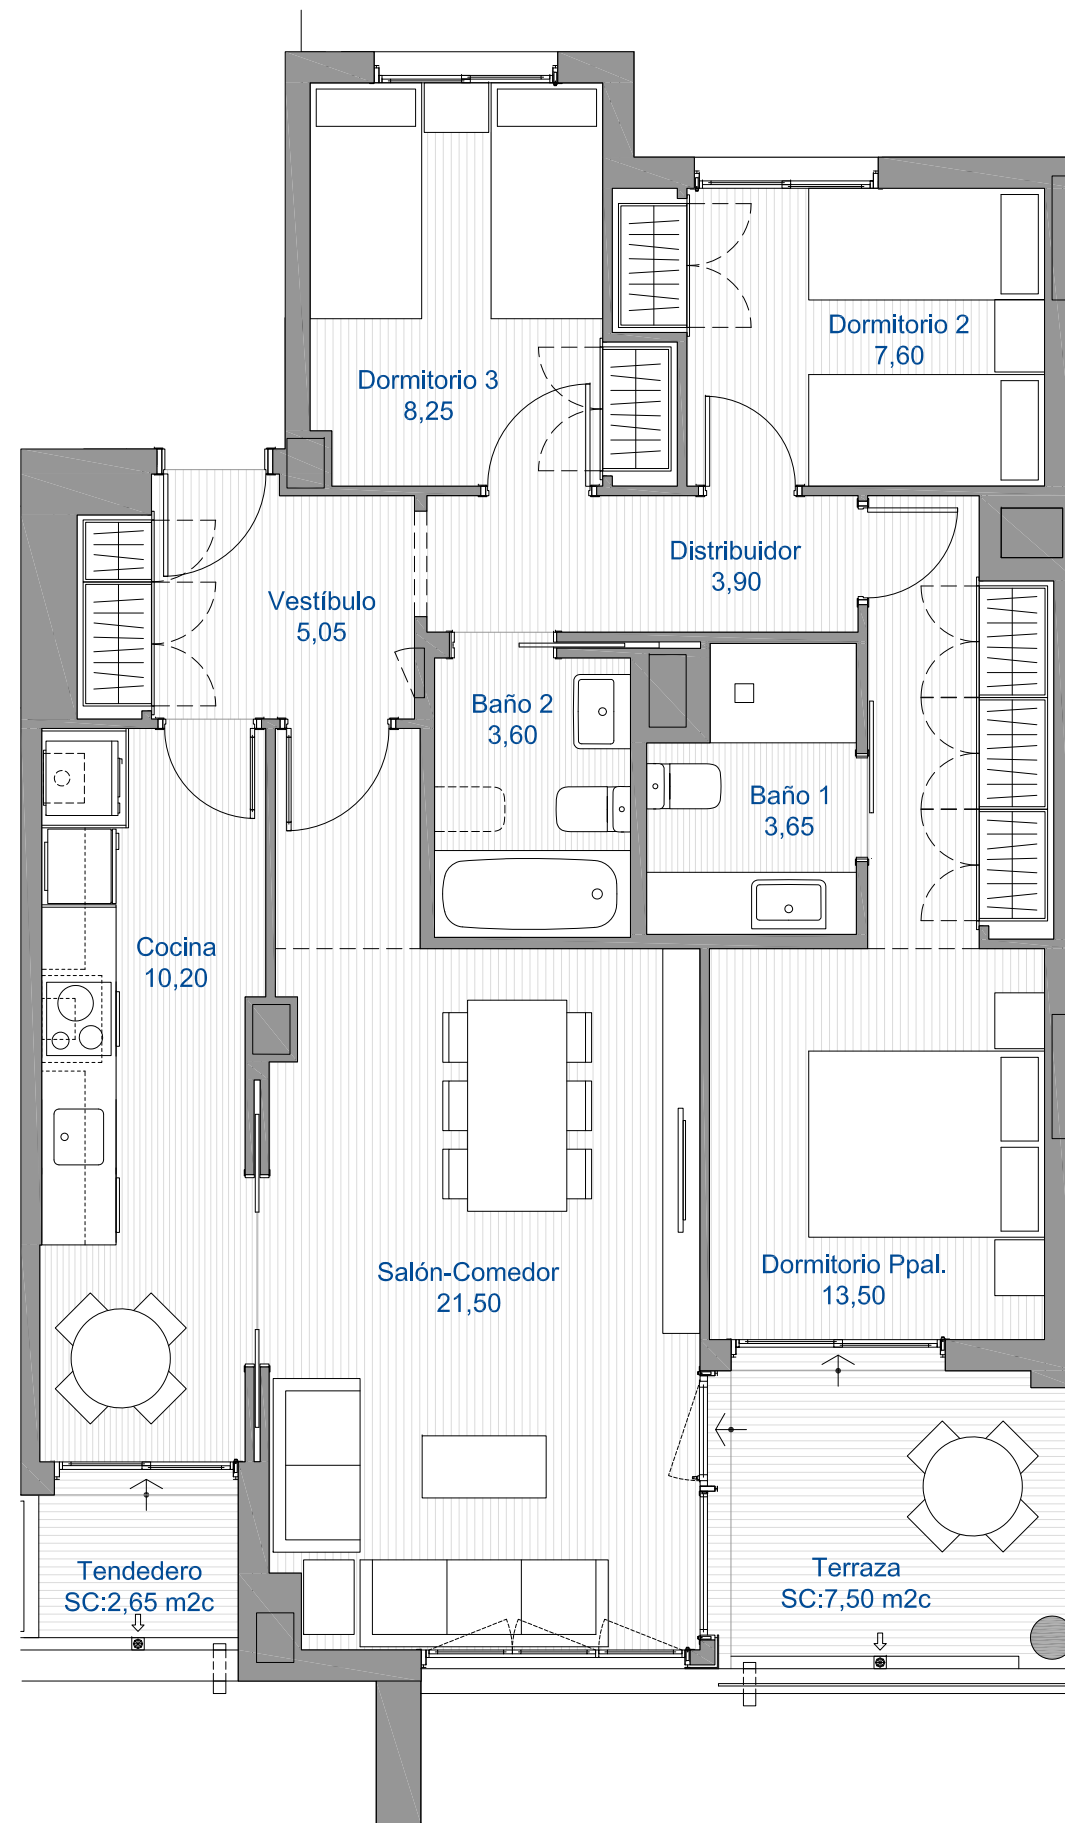 Dormitorio 2
7,60
Dormitorio 3
8,25
Distribuidor
3,90
Vestíbulo
5,05
Baño 2
3,60
Baño 1
3,65
Cocina
10,20
Salón-Comedor
21,50
Dormitorio Ppal.
13,50
Tendedero
SC:2,65 m2c
Terraza
SC:7,50 m2c